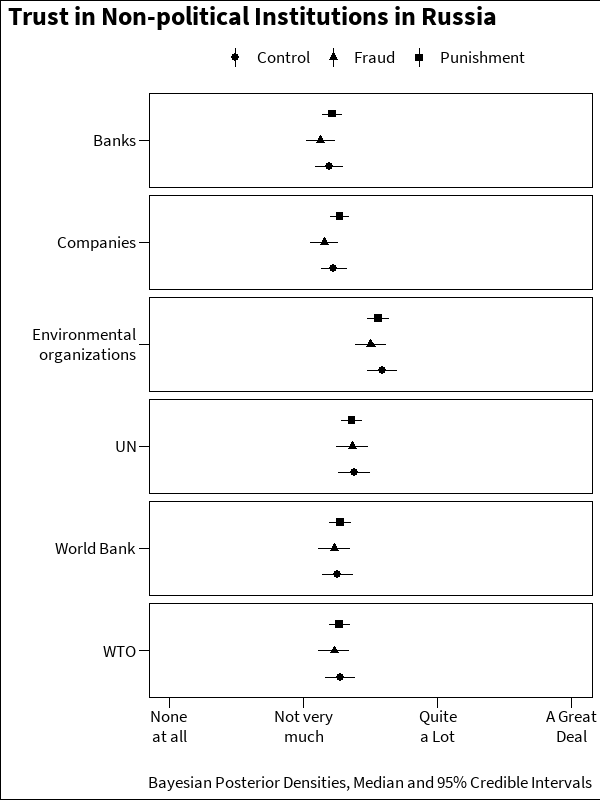 Trust in Non-political Institutions in Russia
Control Fraud Punishment
Banks
Companies
Environmental
organizations
UN
World Bank
WTO
None Not very Quite A Great
at all much a Lot Deal
Bayesian Posterior Densities, Median and 95% Credible Intervals